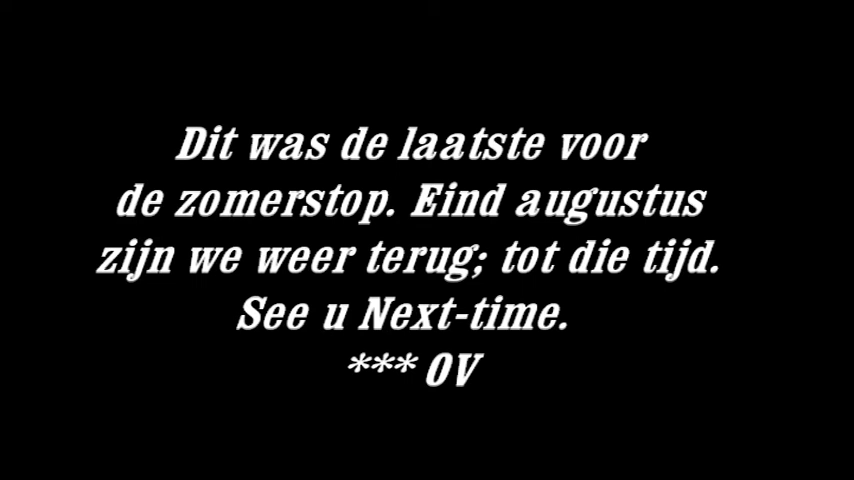 Dit was de laatste voor
de zomerstop. Eind augustus
zijn we weer terug; tot die tijd.
See u Next-time.
*** OV